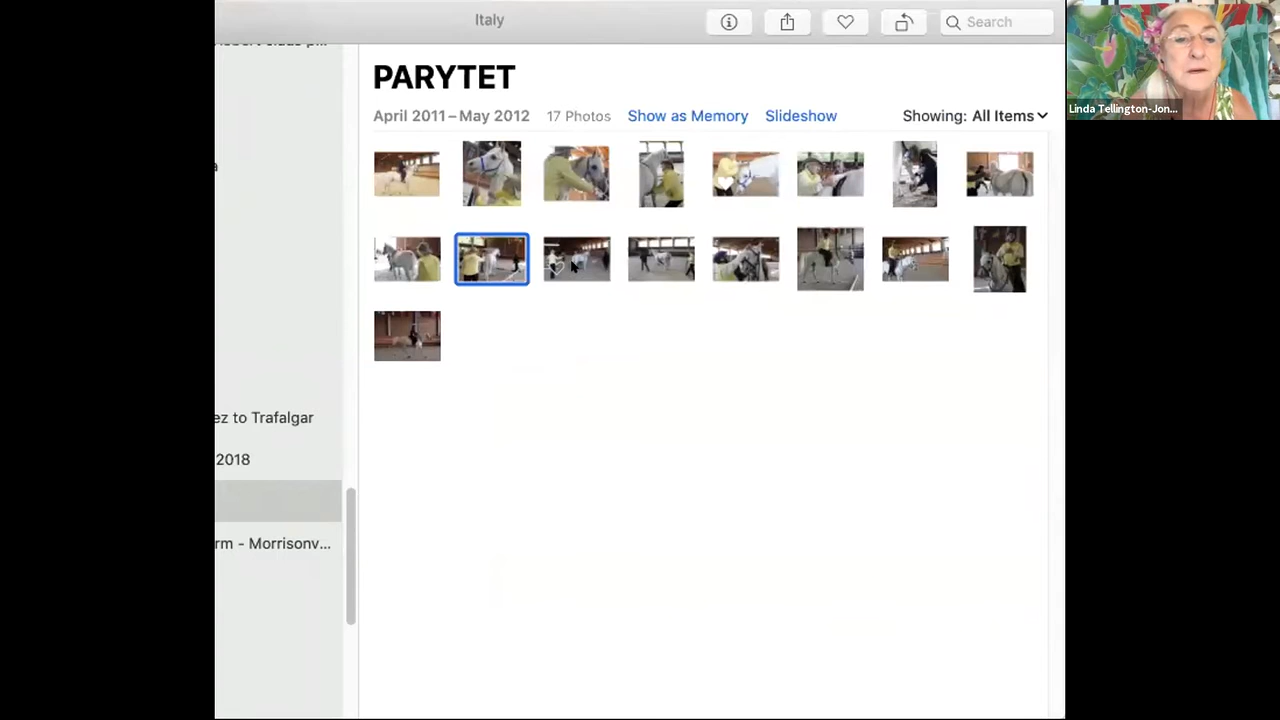 Italy
Search
PARYTET
April 2011 – May 2012 17 Photos Show as Memory Slideshow Showing: All Items
ez to Trafalgar
2018
rm - Morrisonv...
Linda Tellington-Jon...